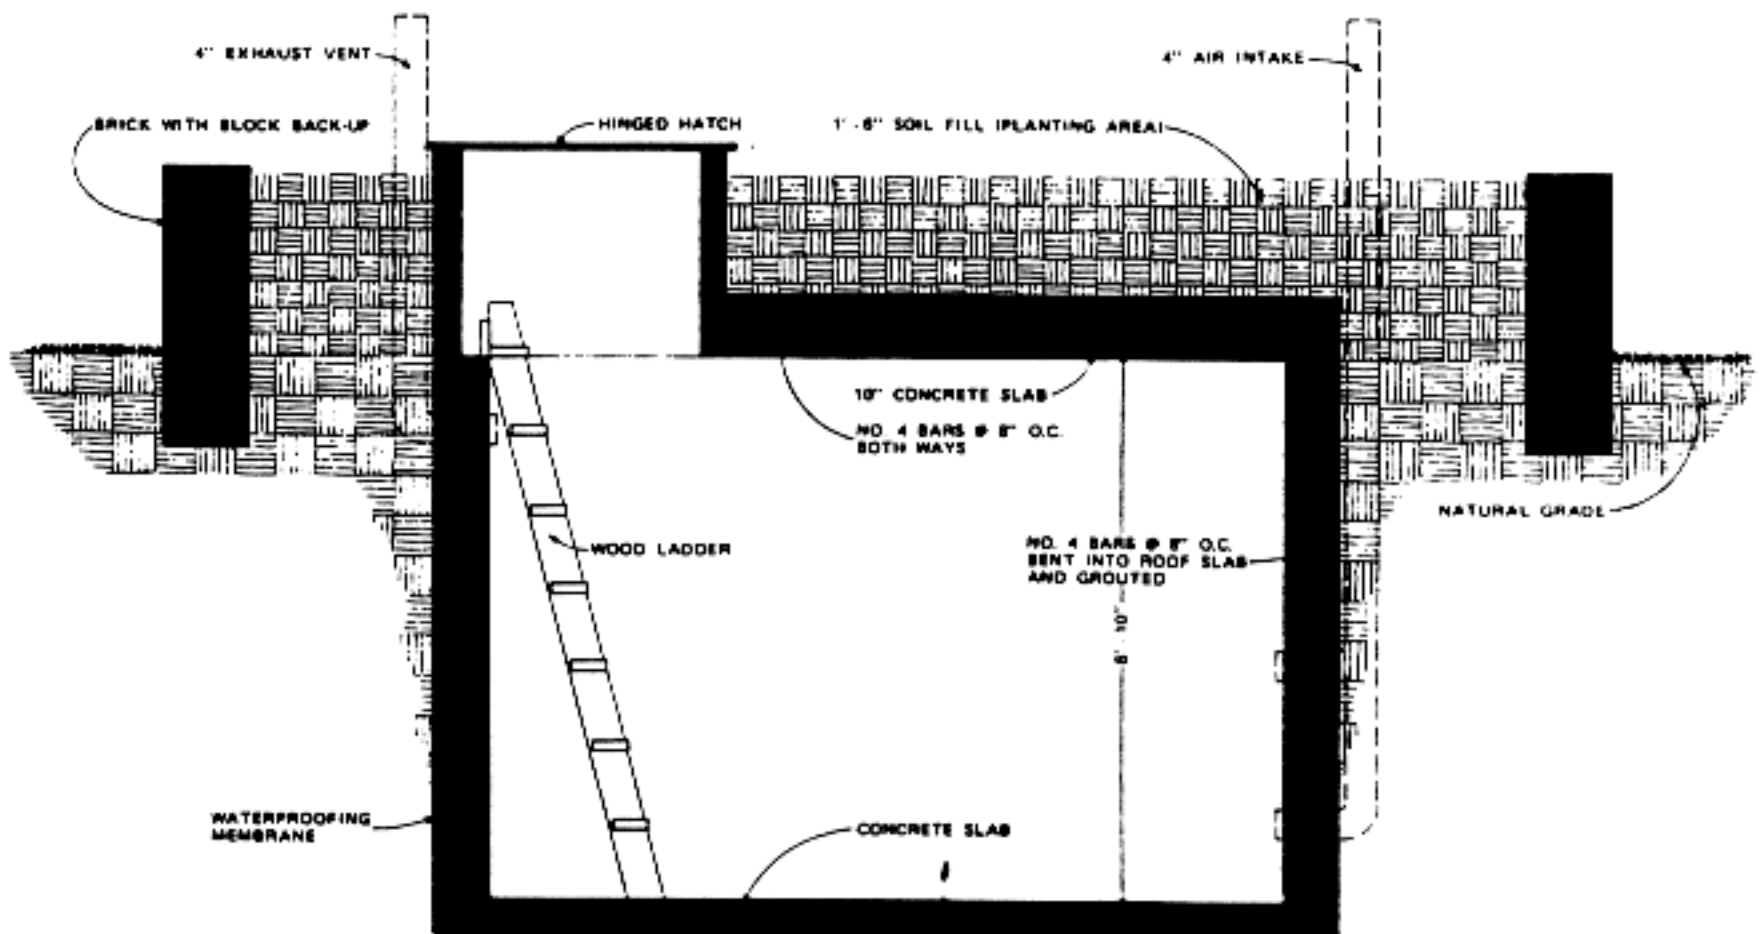 4" EXHAUST VENT
4" AIR INTAKE
BRICK WITH BLOCK BACK-UP
HINGED HATCH
1'-6" SOIL FILL (PLANTING AREA)
10" CONCRETE SLAB
NO. 4 BARS @ 8" O.C.
BOTH WAYS
NATURAL GRADE
WOOD LADDER
NO. 4 BARS @ 8" O.C.
BENT INTO ROOF SLAB
AND GROUTED
6'-10"
WATERPROOFING
MEMBRANE
CONCRETE SLAB